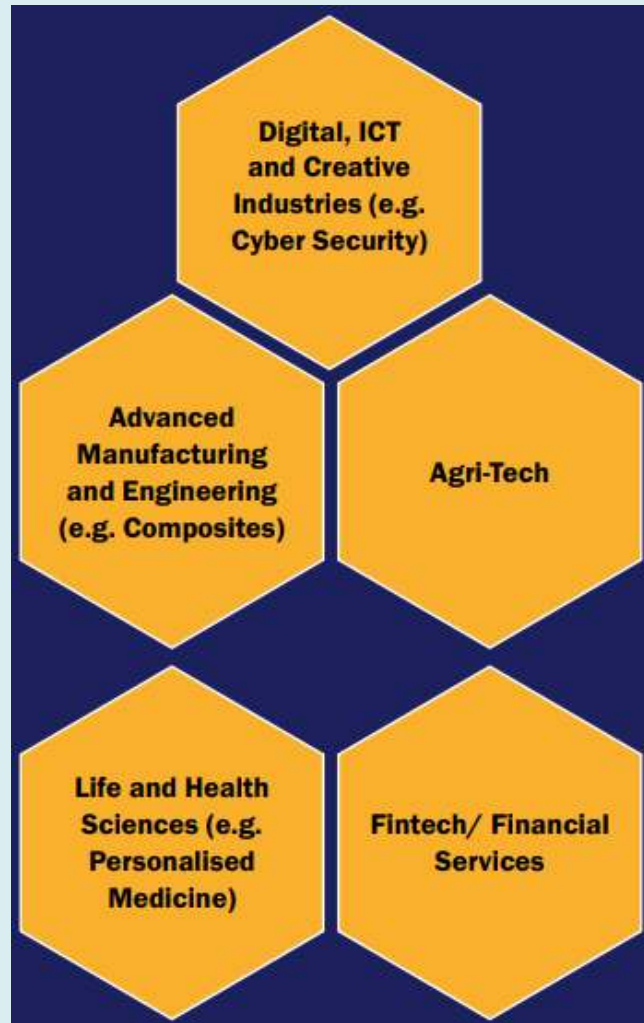 Digital, ICT
and Creative
Industries (e.g.
Cyber Security)
Advanced
Manufacturing
and Engineering
(e.g. Composites)
Agri-Tech
Life and Health
Sciences (e.g.
Personalised
Medicine)
Fintech/ Financial
Services